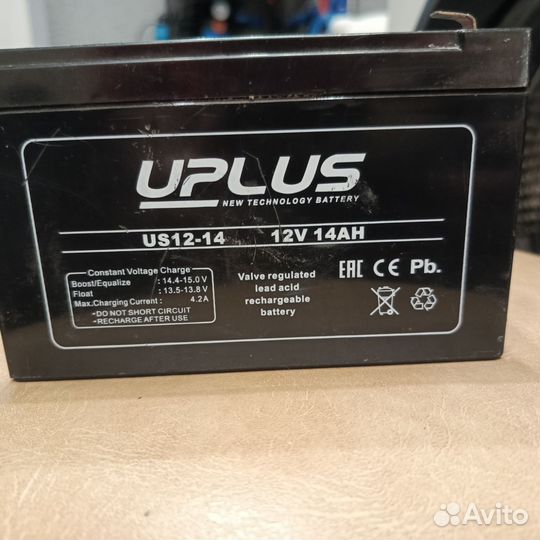 UPLUS
NEW TECHNOLOGY BATTERY
US12-14 12V 14AH
Constant Voltage Charge
Boost/Equalize : 14.4-15.0 V
Float : 13.5-13.8 V
Max.Charging Current : 4.2A
-DO NOT SHORT CIRCUIT
-RECHARGE AFTER USE
Valve regulated
lead acid
rechargeable
battery
EAC CE Pb.
Avito